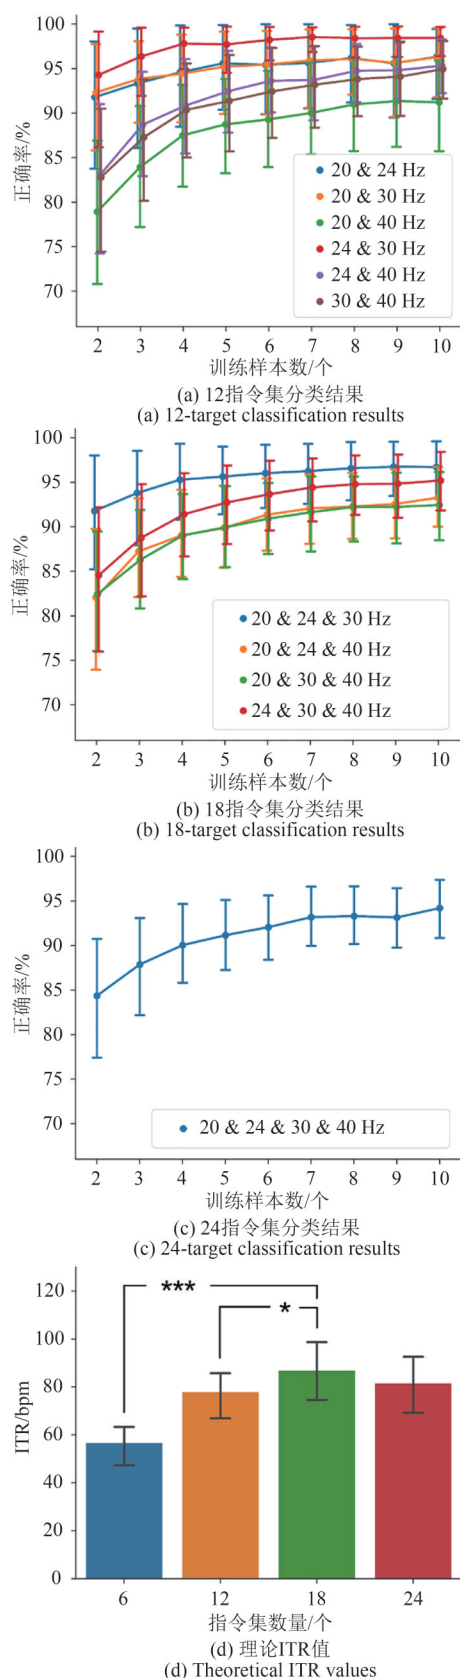 100
95
90
85
80
75
70
正确率/%
20 & 24 Hz
20 & 30 Hz
20 & 40 Hz
24 & 30 Hz
24 & 40 Hz
30 & 40 Hz
2 3 4 5 6 7 8 9 10
训练样本数/个
(a) 12指令集分类结果
(a) 12-target classification results
100
95
90
85
80
75
70
正确率/%
20 & 24 & 30 Hz
20 & 24 & 40 Hz
20 & 30 & 40 Hz
24 & 30 & 40 Hz
2 3 4 5 6 7 8 9 10
训练样本数/个
(b) 18指令集分类结果
(b) 18-target classification results
100
95
90
85
80
75
70
正确率/%
20 & 24 & 30 & 40 Hz
2 3 4 5 6 7 8 9 10
训练样本数/个
(c) 24指令集分类结果
(c) 24-target classification results
120
100
80
60
40
20
0
ITR/bpm
***
*
6 12 18 24
指令集数量/个
(d) 理论ITR值
(d) Theoretical ITR values